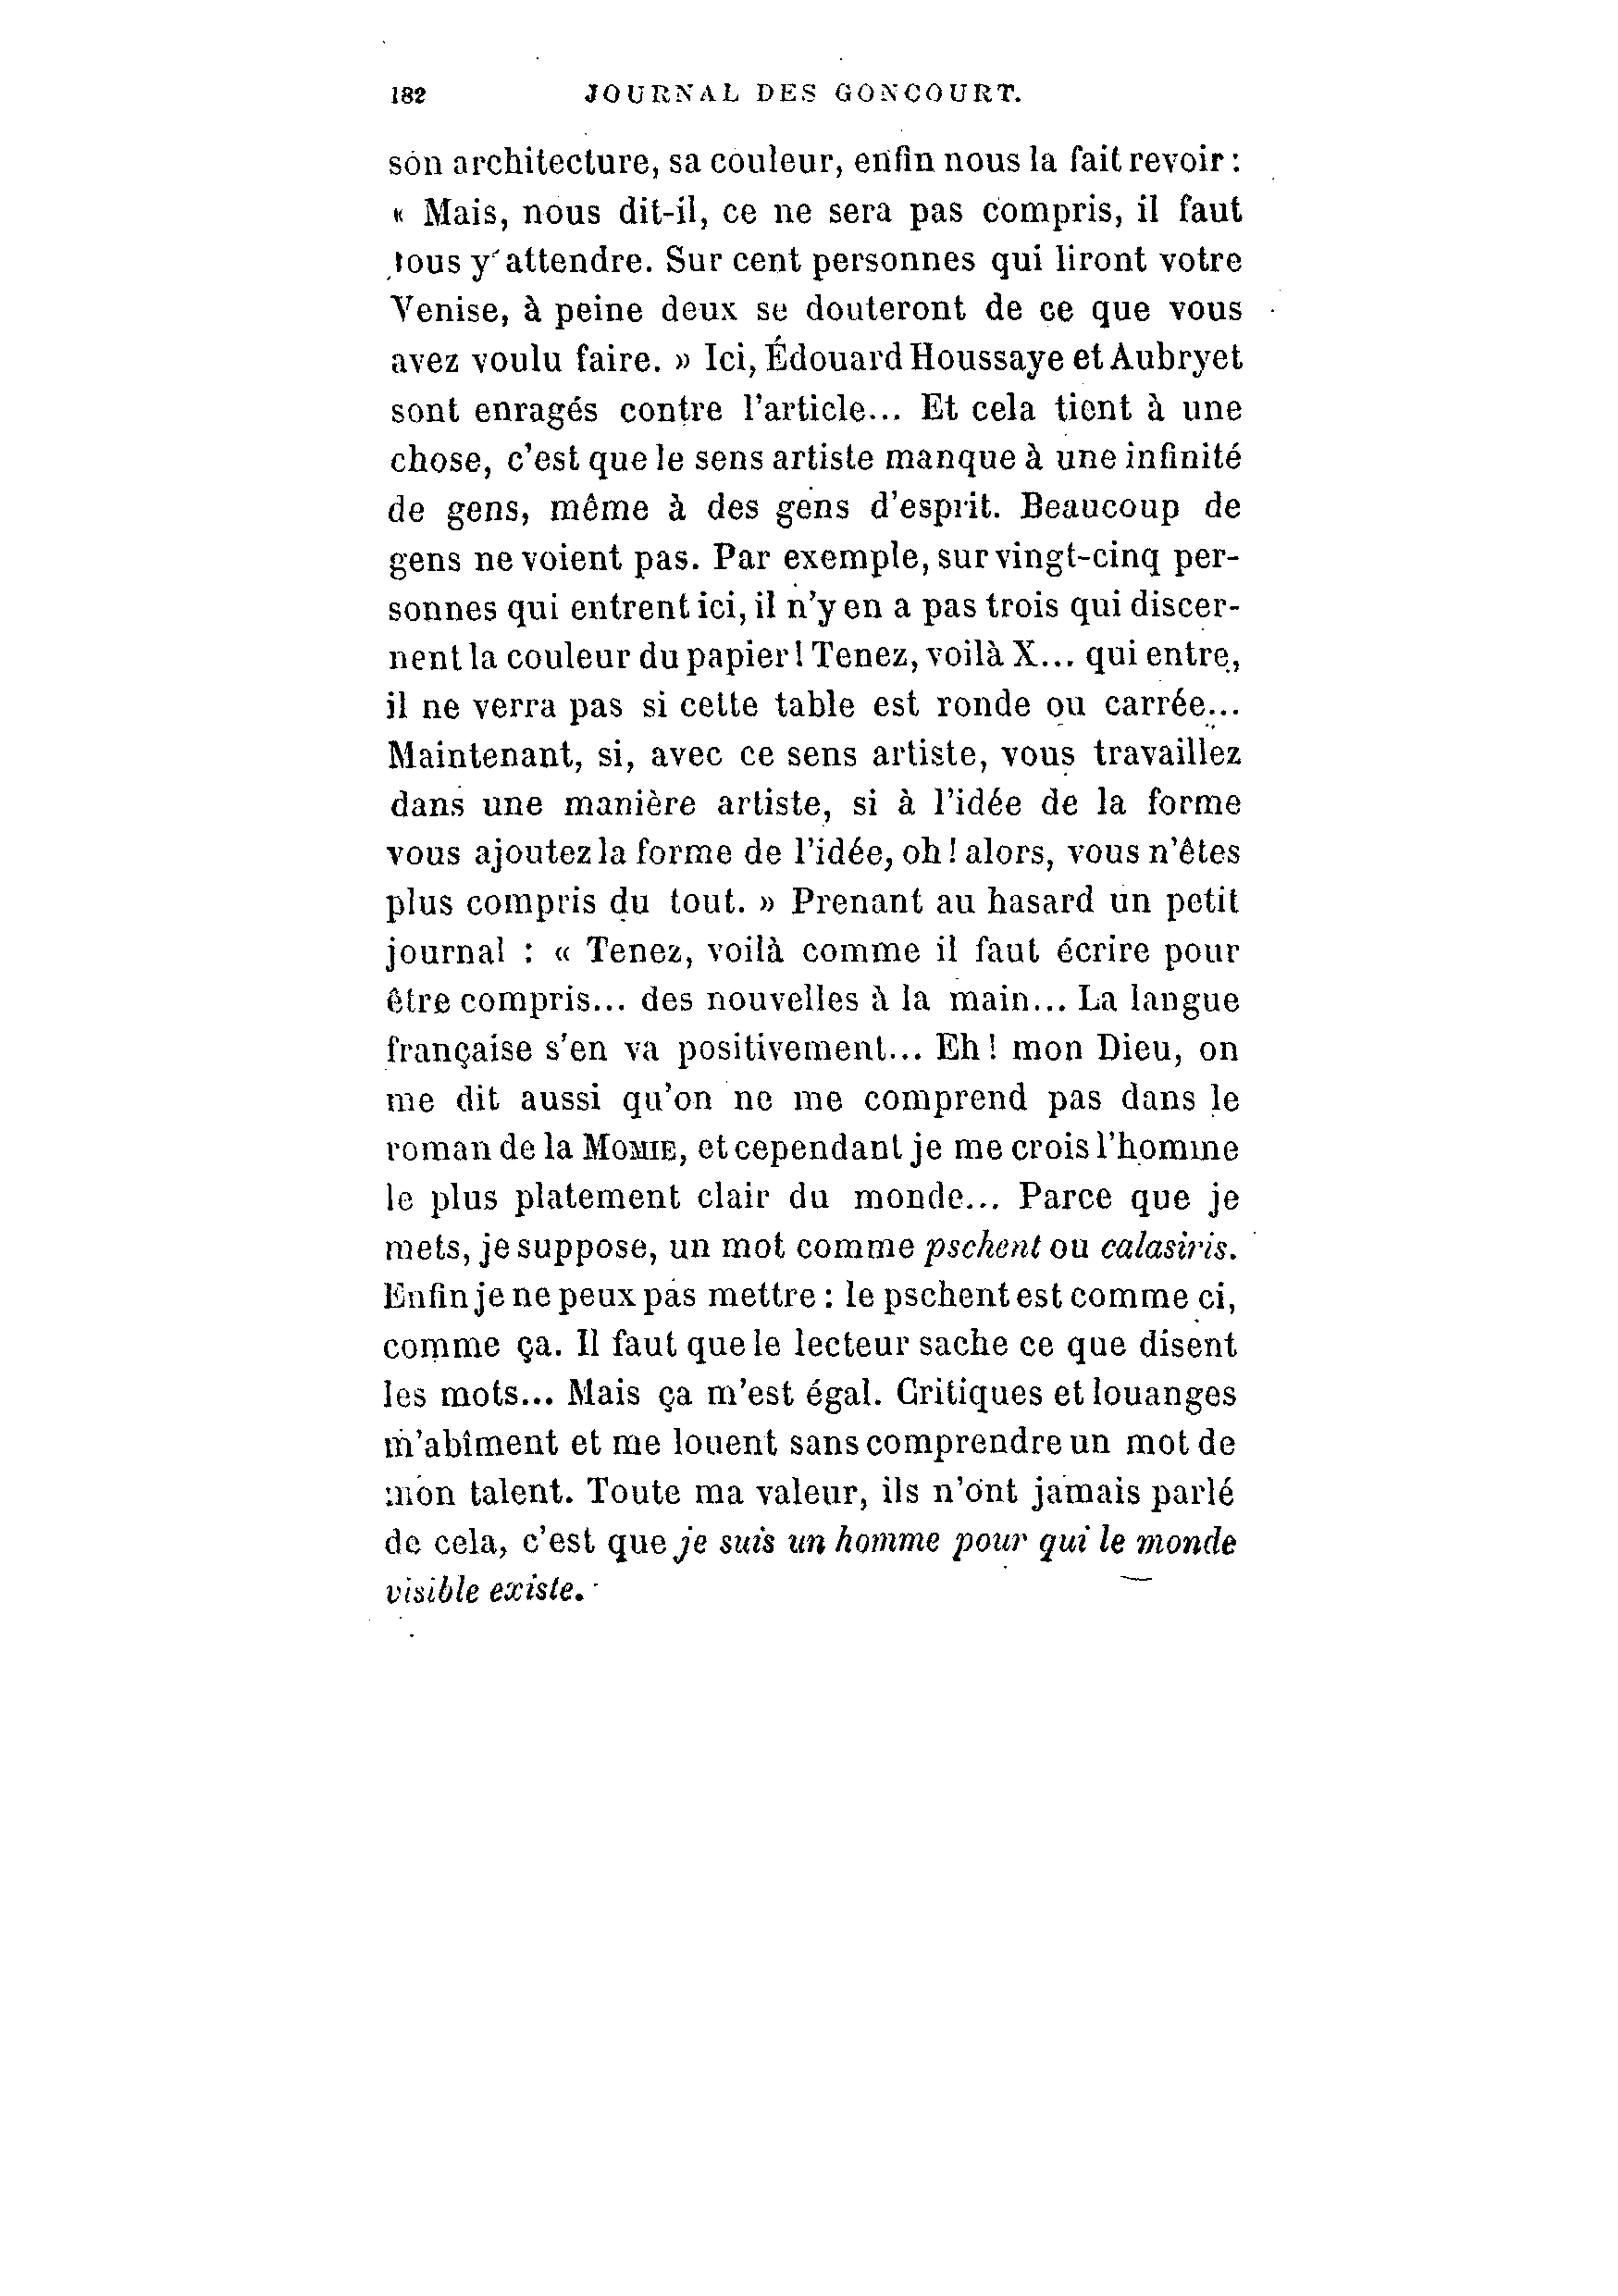 182 JOURNAL DES GONCOURT.
son architecture, sa couleur, enfin nous la fait revoir :
« Mais, nous dit-il, ce ne sera pas compris, il faut
vous y attendre. Sur cent personnes qui liront votre
Venise, à peine deux se douteront de ce que vous
avez voulu faire. » Ici, Édouard Houssaye et Aubryet
sont enragés contre l'article... Et cela tient à une
chose, c'est que le sens artiste manque à une infinité
de gens, même à des gens d'esprit. Beaucoup de
gens ne voient pas. Par exemple, sur vingt-cinq per-
sonnes qui entrent ici, il n'y en a pas trois qui discer-
nent la couleur du papier ! Tenez, voilà X... qui entre,
il ne verra pas si cette table est ronde ou carrée...
Maintenant, si, avec ce sens artiste, vous travaillez
dans une manière artiste, si à l'idée de la forme
vous ajoutez la forme de l'idée, oh ! alors, vous n'êtes
plus compris du tout. » Prenant au hasard un petit
journal : « Tenez, voilà comme il faut écrire pour
être compris... des nouvelles à la main... La langue
française s'en va positivement... Eh ! mon Dieu, on
me dit aussi qu'on ne me comprend pas dans le
roman de la MOMIE, et cependant je me crois l'homme
le plus platement clair du monde... Parce que je
mets, je suppose, un mot comme pschent ou calasiris.
Enfin je ne peux pas mettre : le pschent est comme ci,
comme ça. Il faut que le lecteur sache ce que disent
les mots... Mais ça m'est égal. Critiques et louanges
m'abîment et me louent sans comprendre un mot de
mon talent. Toute ma valeur, ils n'ont jamais parlé
de cela, c'est que je suis un homme pour qui le monde
visible existe.